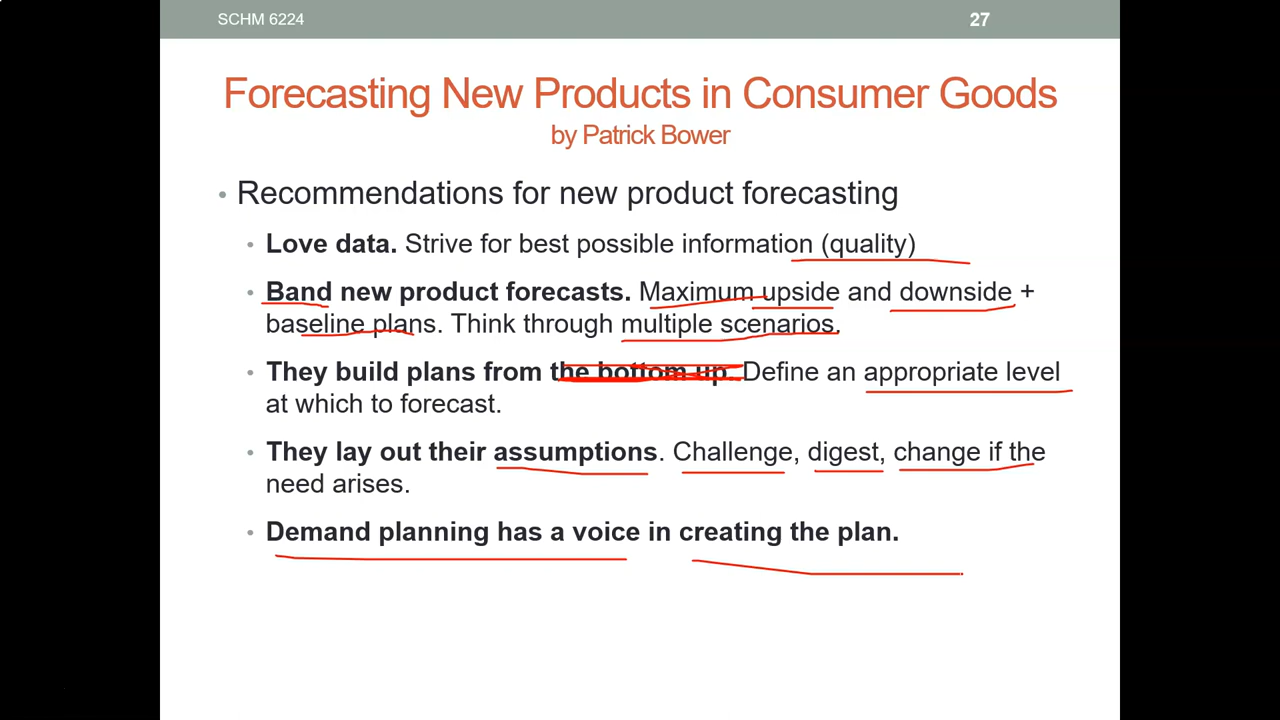 SCHM 6224
27
Forecasting New Products in Consumer Goods
by Patrick Bower
• Recommendations for new product forecasting
• Love data. Strive for best possible information (quality)
• Band new product forecasts. Maximum upside and downside +
baseline plans. Think through multiple scenarios.
• They build plans from the bottom up. Define an appropriate level
at which to forecast.
• They lay out their assumptions. Challenge, digest, change if the
need arises.
• Demand planning has a voice in creating the plan.